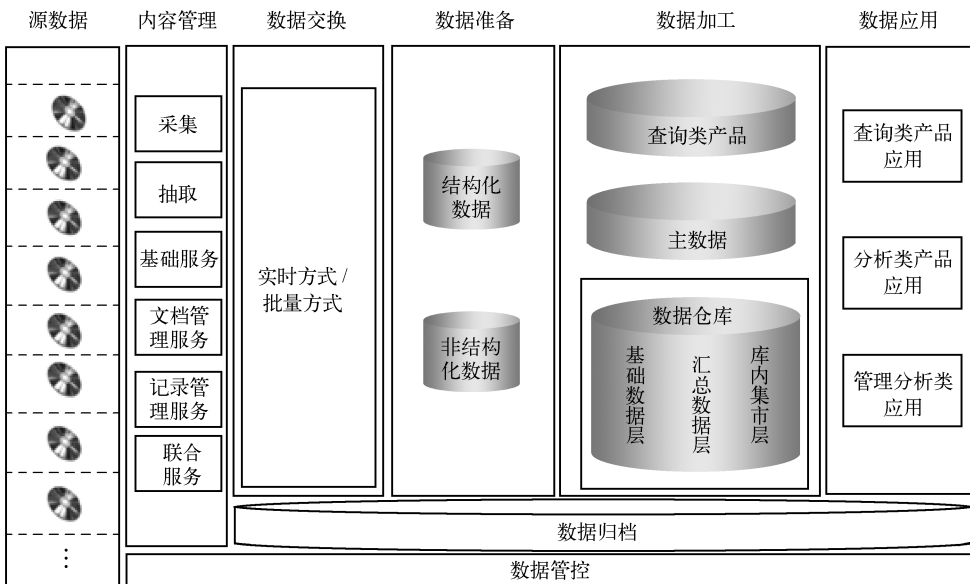 源数据
内容管理
数据交换
数据准备
数据加工
数据应用
采集
抽取
基础服务
文档管
理服务
记录管
理服务
联合
服务
实时方式 /
批量方式
结构化
数据
非结构
化数据
查询类产品
主数据
数据仓库
基础数据层
汇总数据层
库内集市层
查询类产品
应用
分析类产品
应用
管理分析类
应用
⋮
数据归档
数据管控